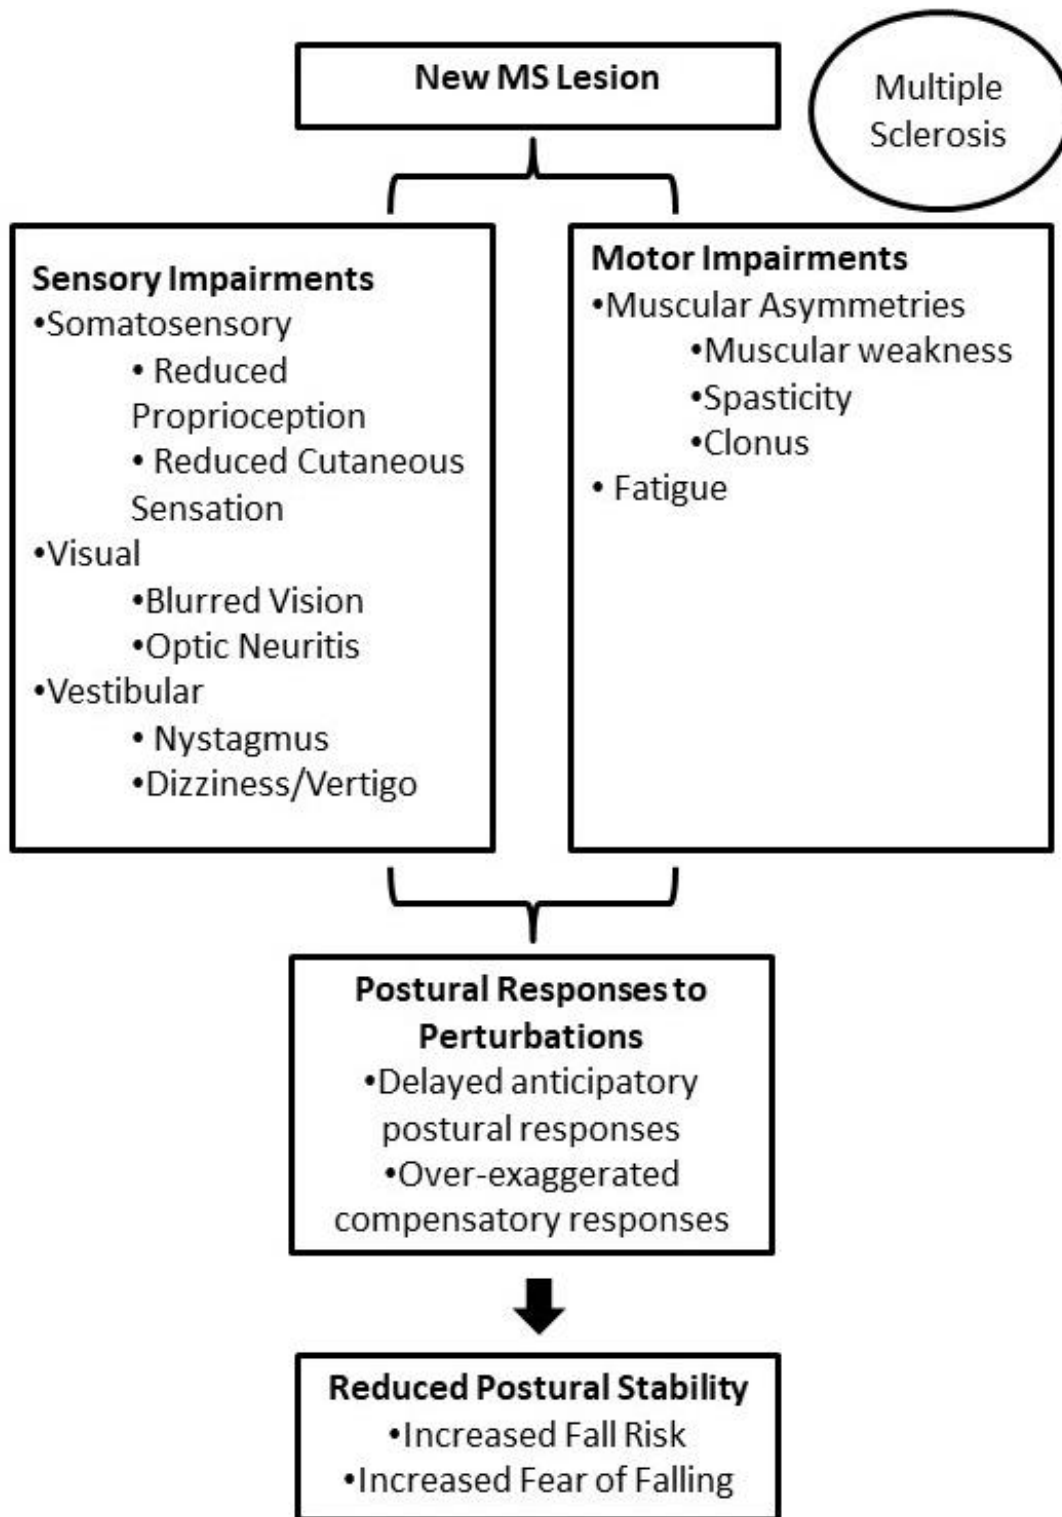 New MS Lesion
Multiple
Sclerosis
Sensory Impairments
•Somatosensory
• Reduced
Proprioception
• Reduced Cutaneous
Sensation
•Visual
•Blurred Vision
•Optic Neuritis
•Vestibular
• Nystagmus
•Dizziness/Vertigo
Motor Impairments
•Muscular Asymmetries
•Muscular weakness
•Spasticity
•Clonus
• Fatigue
Postural Responses to
Perturbations
•Delayed anticipatory
postural responses
•Over-exaggerated
compensatory responses
Reduced Postural Stability
•Increased Fall Risk
•Increased Fear of Falling